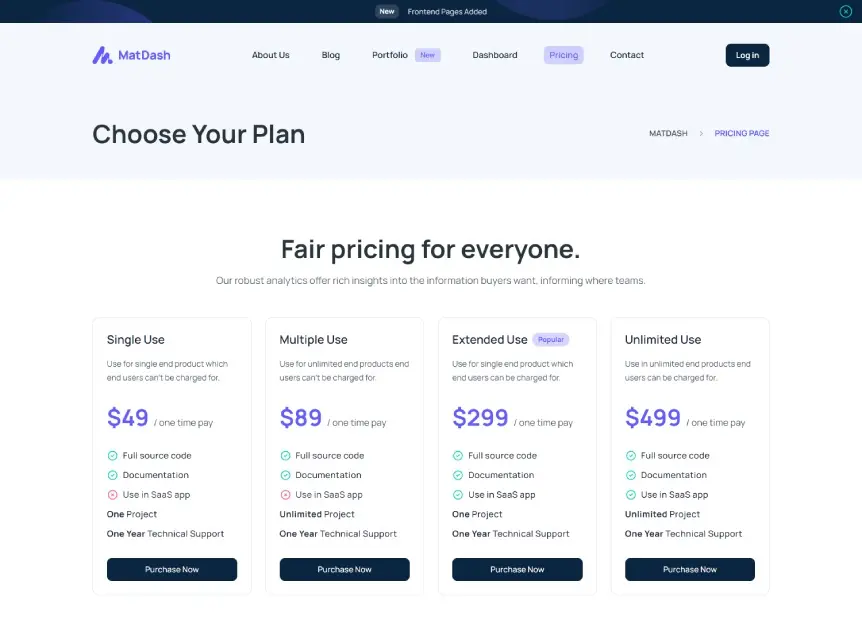 New Frontend Pages Added
MatDash
About Us Blog Portfolio New Dashboard Pricing Contact Log in
Choose Your Plan
MATDASH > PRICING PAGE
Fair pricing for everyone.
Our robust analytics offer rich insights into the information buyers want, informing where teams.
Single Use
Use for single end product which
end users can't be charged for.
$49 / one time pay
Full source code
Documentation
Use in SaaS app
One Project
One Year Technical Support
Purchase Now
Multiple Use
Use for unlimited end products end
users can't be charged for
$89 / one time pay
Full source code
Documentation
Use in SaaS app
Unlimited Project
One Year Technical Support
Purchase Now
Extended Use Popular
Use for single end product which
end users can be charged for.
$299 / one time pay
Full source code
Documentation
Use in SaaS app
One Project
One Year Technical Support
Purchase Now
Unlimited Use
Use in unlimited end products end
users can be charged for.
$499 / one time pay
Full source code
Documentation
Use in SaaS app
Unlimited Project
One Year Technical Support
Purchase Now